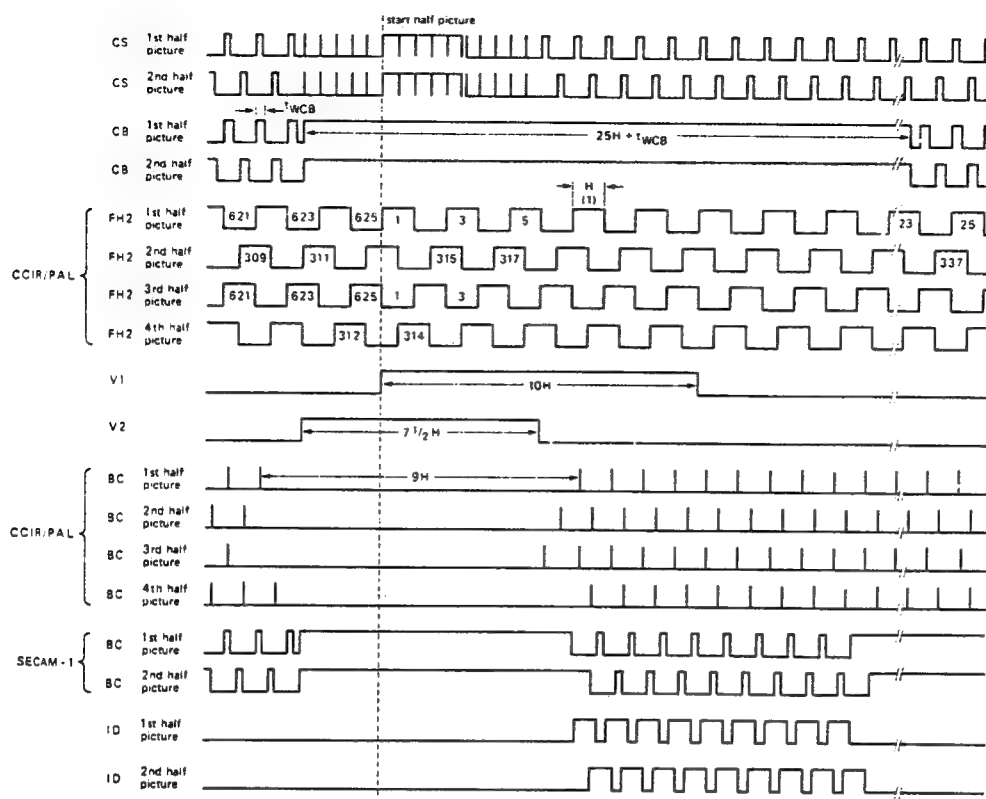 start half picture
CS 1st half picture
CS 2nd half picture
tWCB
CB 1st half picture
25H + tWCB
CB 2nd half picture
H
(1)
CCIR/PAL
FH2 1st half picture
621 623 625 1 3 5 23 25
FH2 2nd half picture
309 311 315 317 337
FH2 3rd half picture
621 623 625 1 3
FH2 4th half picture
312 314
V1
10H
V2
7 1/2 H
CCIR/PAL
BC 1st half picture
9H
BC 2nd half picture
BC 3rd half picture
BC 4th half picture
SECAM-1
BC 1st half picture
BC 2nd half picture
ID 1st half picture
ID 2nd half picture